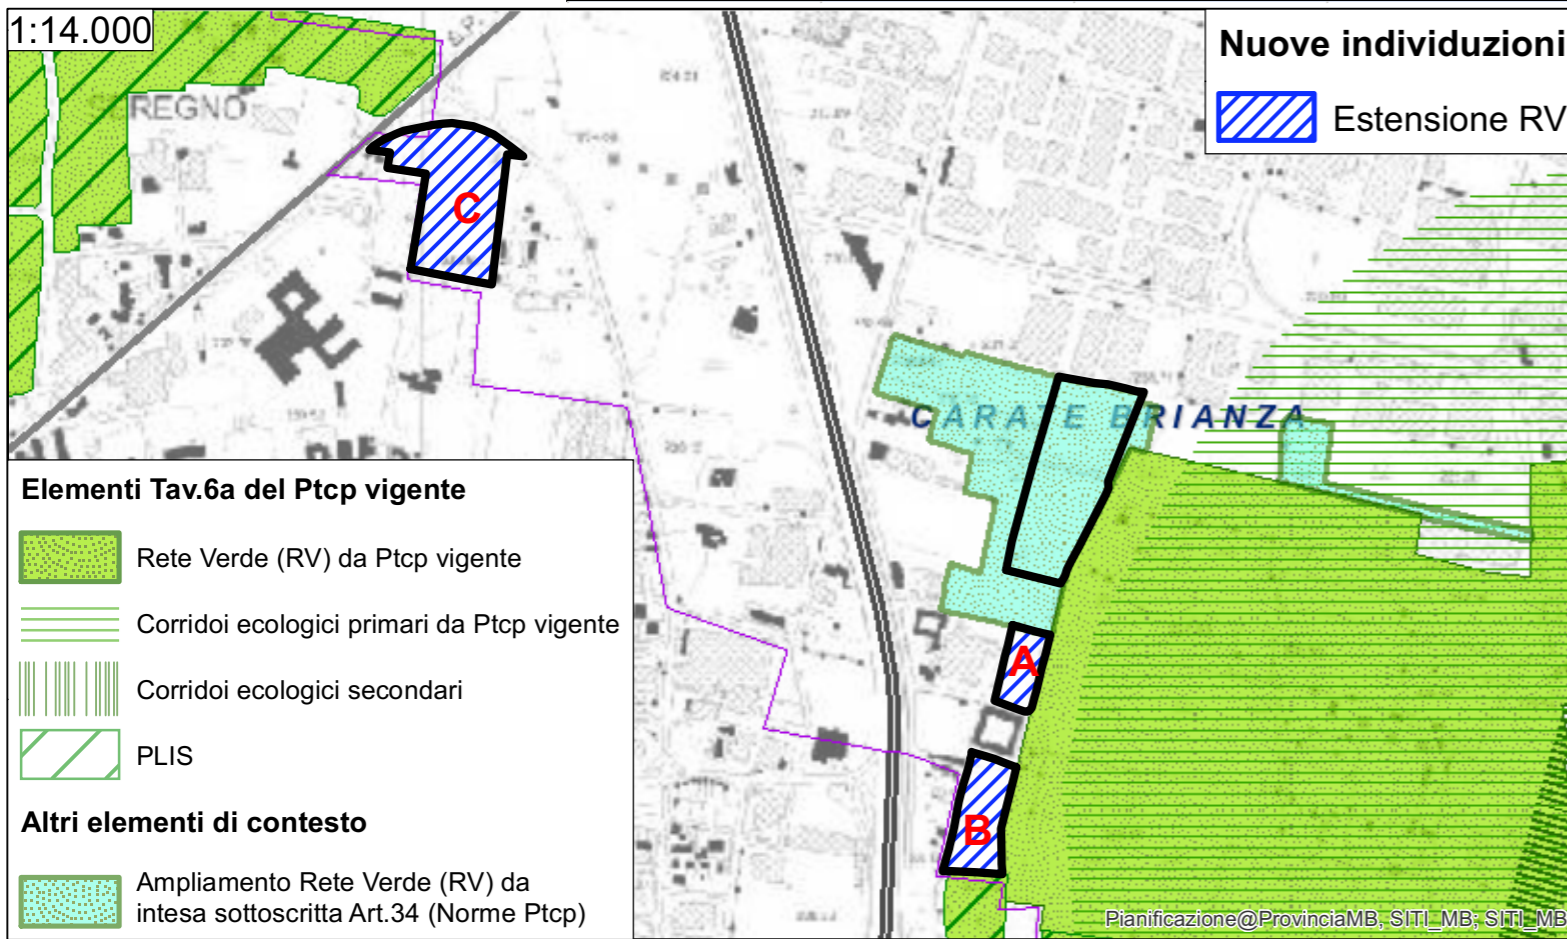 1:14.000
Nuove individuzioni
Estensione RV
EREGNO
C
CARATE BRIANZA
A
B
Elementi Tav.6a del Ptcp vigente
Rete Verde (RV) da Ptcp vigente
Corridoi ecologici primari da Ptcp vigente
Corridoi ecologici secondari
PLIS
Altri elementi di contesto
Ampliamento Rete Verde (RV) da
intesa sottoscritta Art.34 (Norme Ptcp)
Pianificazione@ProvinciaMB, SITI_MB; SITI_MB